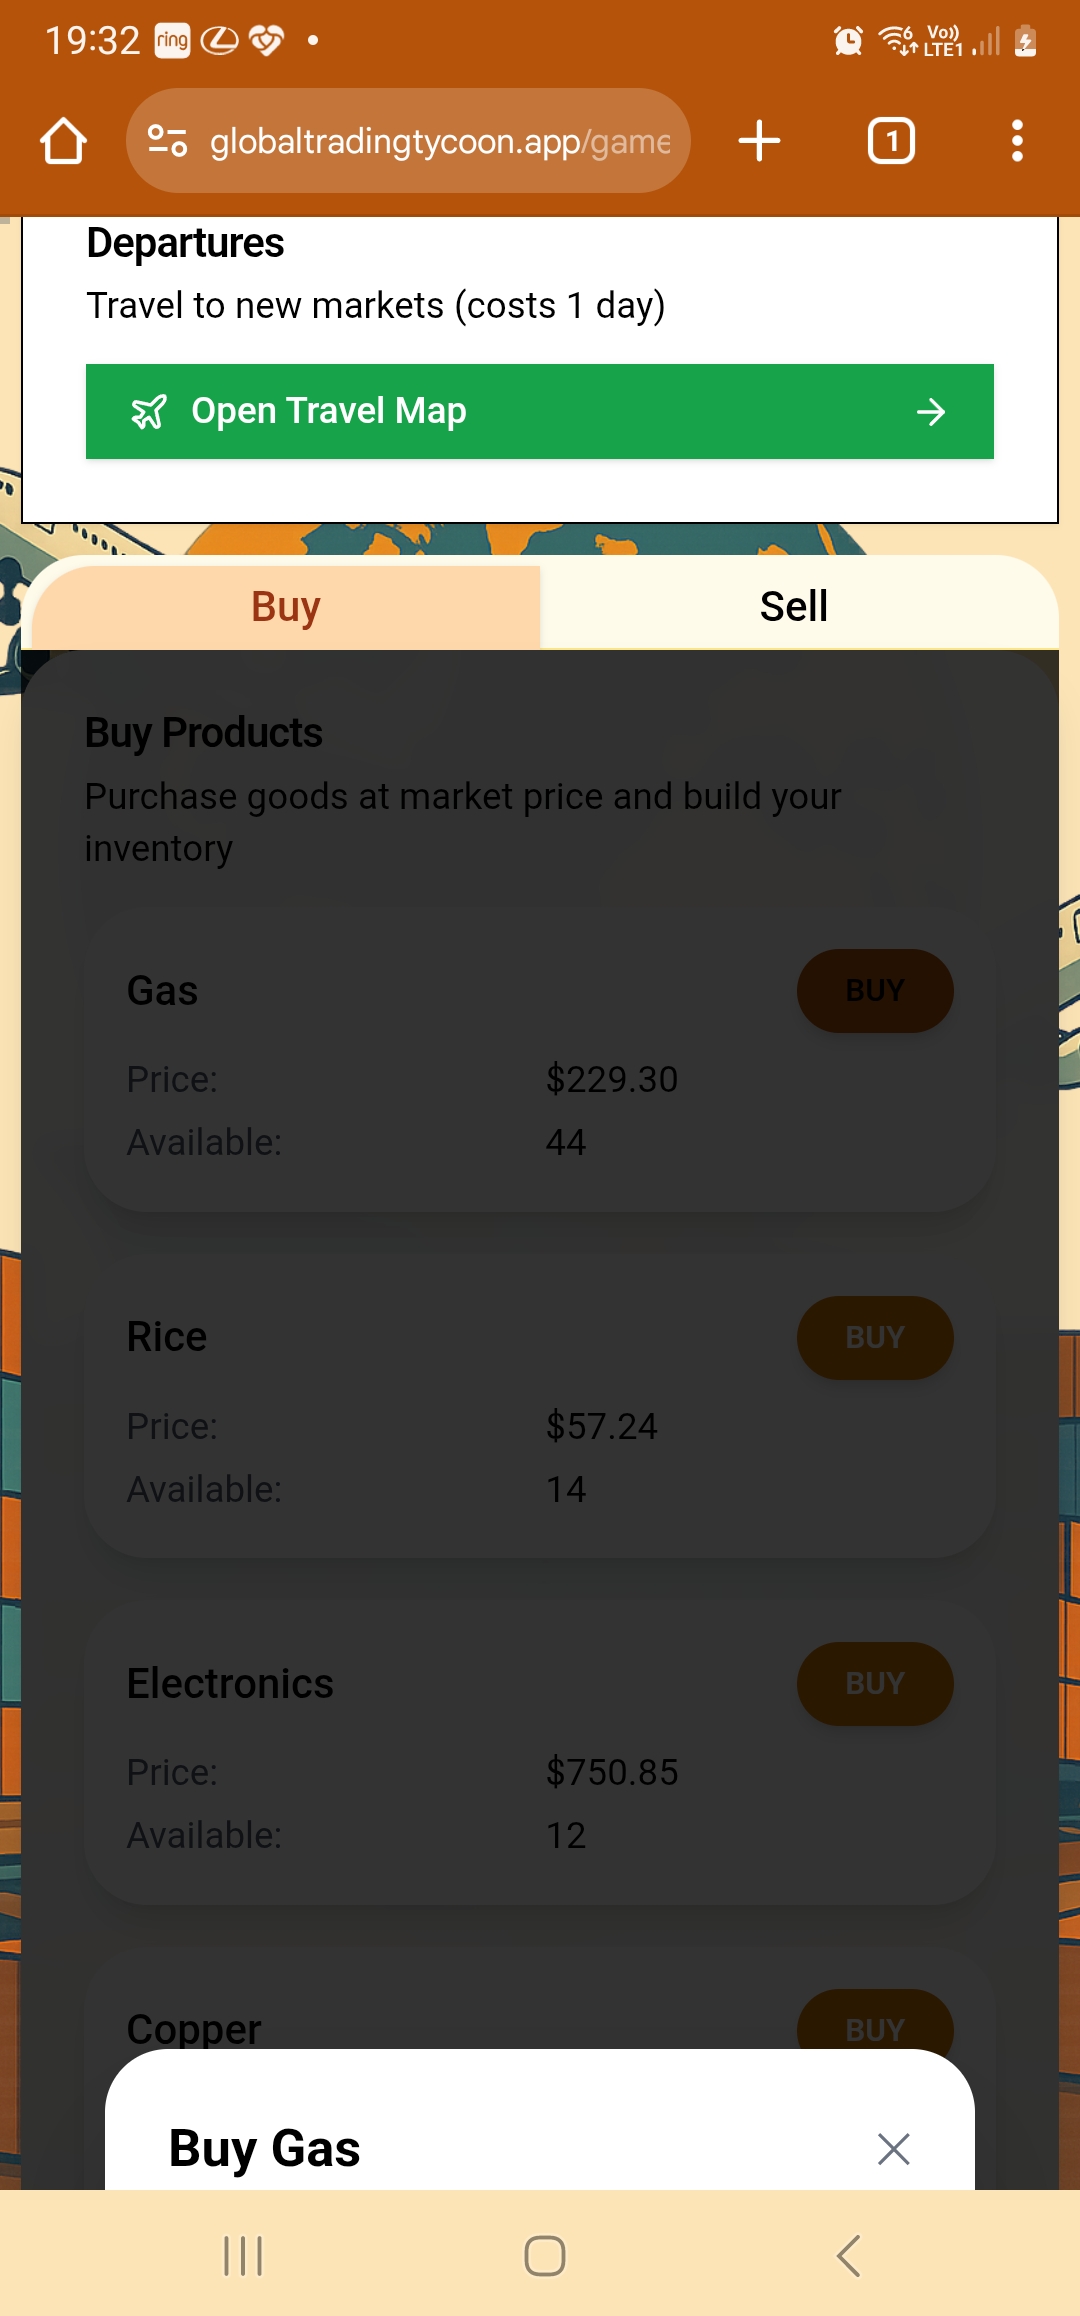 19:32 ring 6 Vo)) LTE1
globaltradingtycoon.app/game 1
Departures
Travel to new markets (costs 1 day)
Open Travel Map
Buy Sell
Buy Products
Purchase goods at market price and build your
inventory
Gas BUY
Price: $229.30
Available: 44
Rice BUY
Price: $57.24
Available: 14
Electronics BUY
Price: $750.85
Available: 12
Copper BUY
Buy Gas